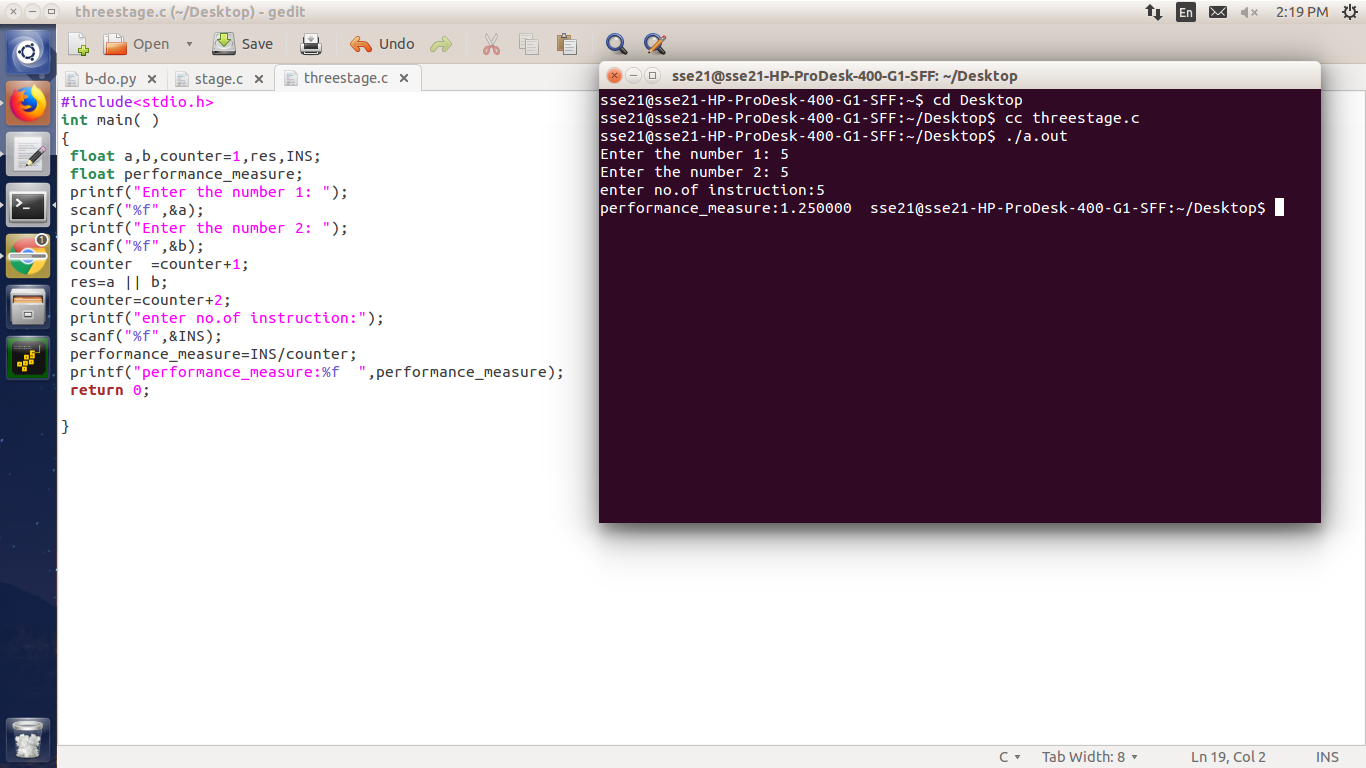 threestage.c (~/Desktop) - gedit
En
2:19 PM
Open
Save
Undo
b-do.py
stage.c
threestage.c
#include<stdio.h>
int main( )
{
float a,b,counter=1,res,INS;
float performance_measure;
printf("Enter the number 1: ");
scanf("%f",&a);
printf("Enter the number 2: ");
scanf("%f",&b);
counter  =counter+1;
res=a || b;
counter=counter+2;
printf("enter no.of instruction:");
scanf("%f",&INS);
performance_measure=INS/counter;
printf("performance_measure:%f  ",performance_measure);
return 0;
}
sse21@sse21-HP-ProDesk-400-G1-SFF: ~/Desktop
sse21@sse21-HP-ProDesk-400-G1-SFF:~$ cd Desktop
sse21@sse21-HP-ProDesk-400-G1-SFF:~/Desktop$ cc threestage.c
sse21@sse21-HP-ProDesk-400-G1-SFF:~/Desktop$ ./a.out
Enter the number 1: 5
Enter the number 2: 5
enter no.of instruction:5
performance_measure:1.250000  sse21@sse21-HP-ProDesk-400-G1-SFF:~/Desktop$
1
>_
C
Tab Width: 8
Ln 19, Col 2
INS